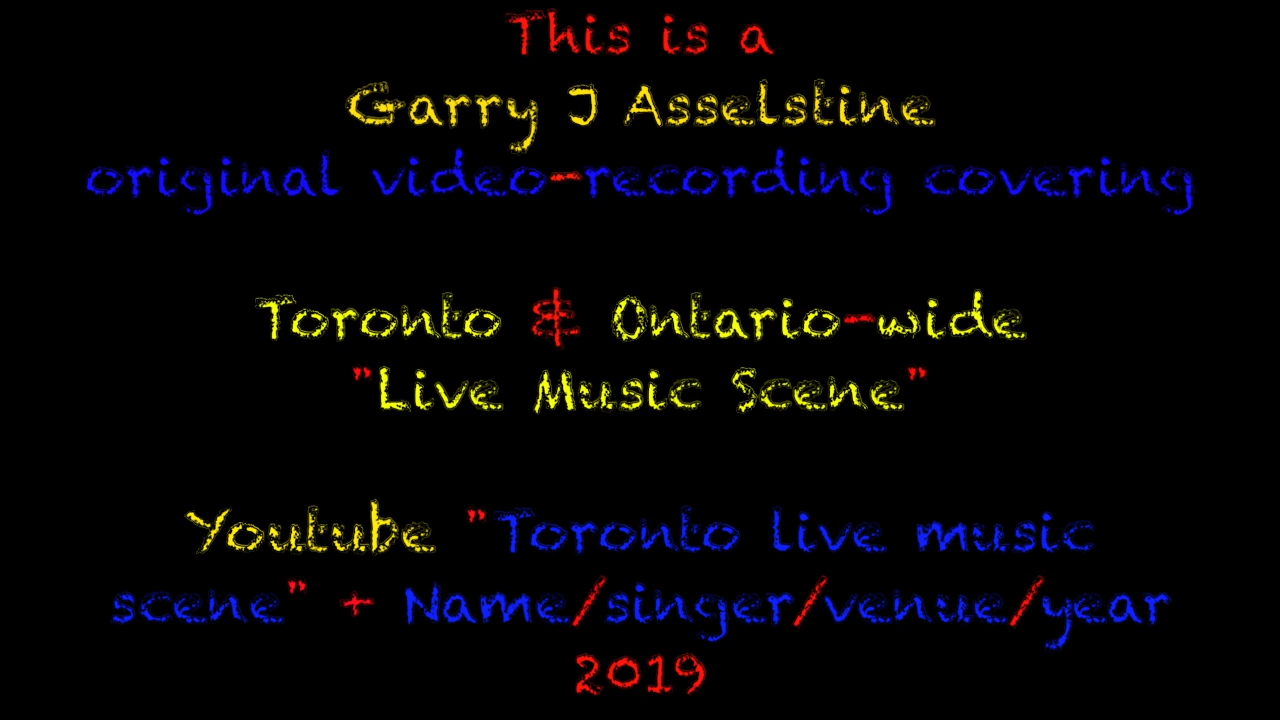 This is a
Garry J Asselstine
original video-recording covering
Toronto & Ontario-wide
"Live Music Scene"
Youtube "Toronto live music
scene" + Name/singer/venue/year
2019